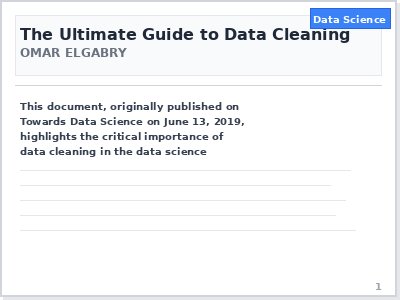 Data Science
The Ultimate Guide to Data Cleaning
OMAR ELGABRY
This document, originally published on
Towards Data Science on June 13, 2019,
highlights the critical importance of
data cleaning in the data science
1